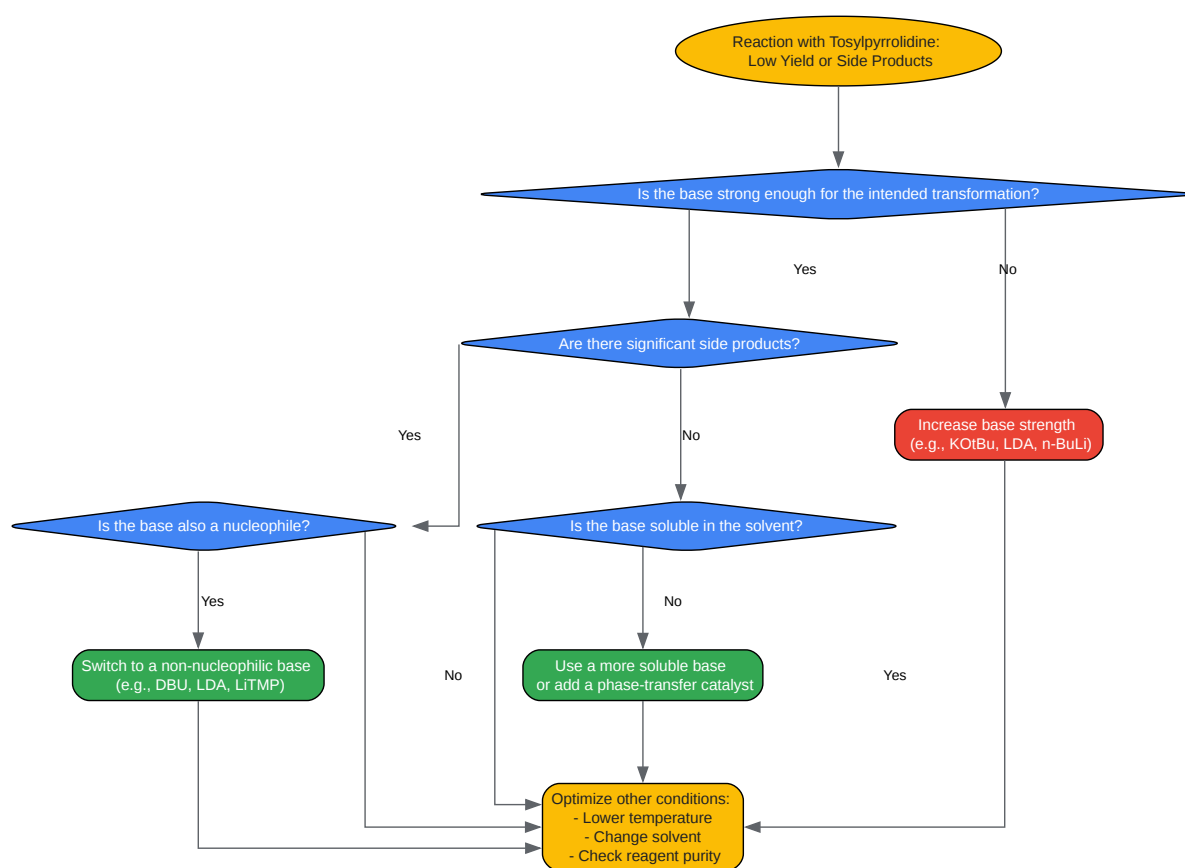 Reaction with Tosylpyrrolidine:
Low Yield or Side Products
Is the base strong enough for the intended transformation?
Yes
No
Are there significant side products?
Increase base strength
(e.g., KOtBu, LDA, n-BuLi)
Yes
No
Is the base also a nucleophile?
Is the base soluble in the solvent?
Yes
No
Switch to a non-nucleophilic base
(e.g., DBU, LDA, LiTMP)
No
Use a more soluble base
or add a phase-transfer catalyst
Yes
Optimize other conditions:
- Lower temperature
- Change solvent
- Check reagent purity